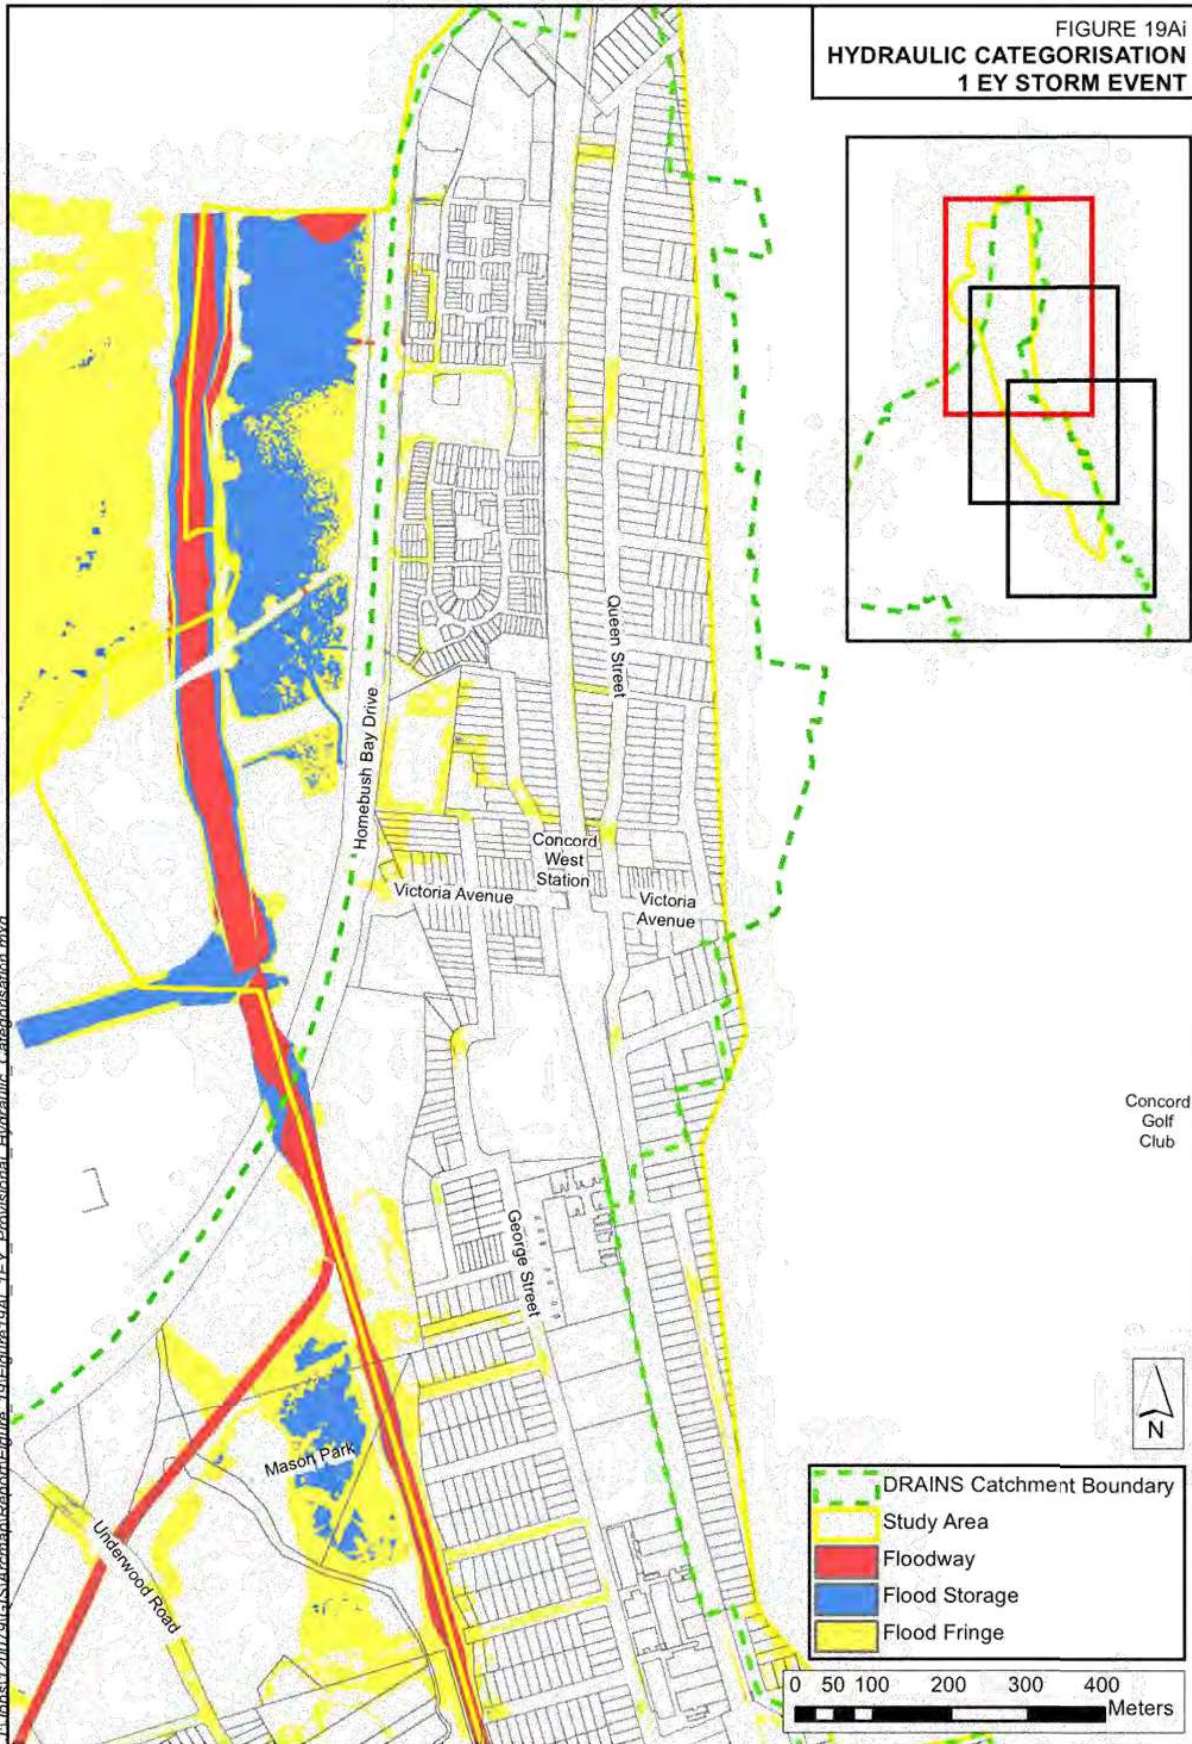 FIGURE 19Ai
HYDRAULIC CATEGORISATION
1 EY STORM EVENT
Queen Street
Homebush Bay Drive
Concord
West
Station
Victoria Avenue
Victoria
Avenue
Concord
Golf
Club
George Street
Mason Park
Underwood Road
N
DRAINS Catchment Boundary
Study Area
Floodway
Flood Storage
Flood Fringe
0 50 100 200 300 400
Meters